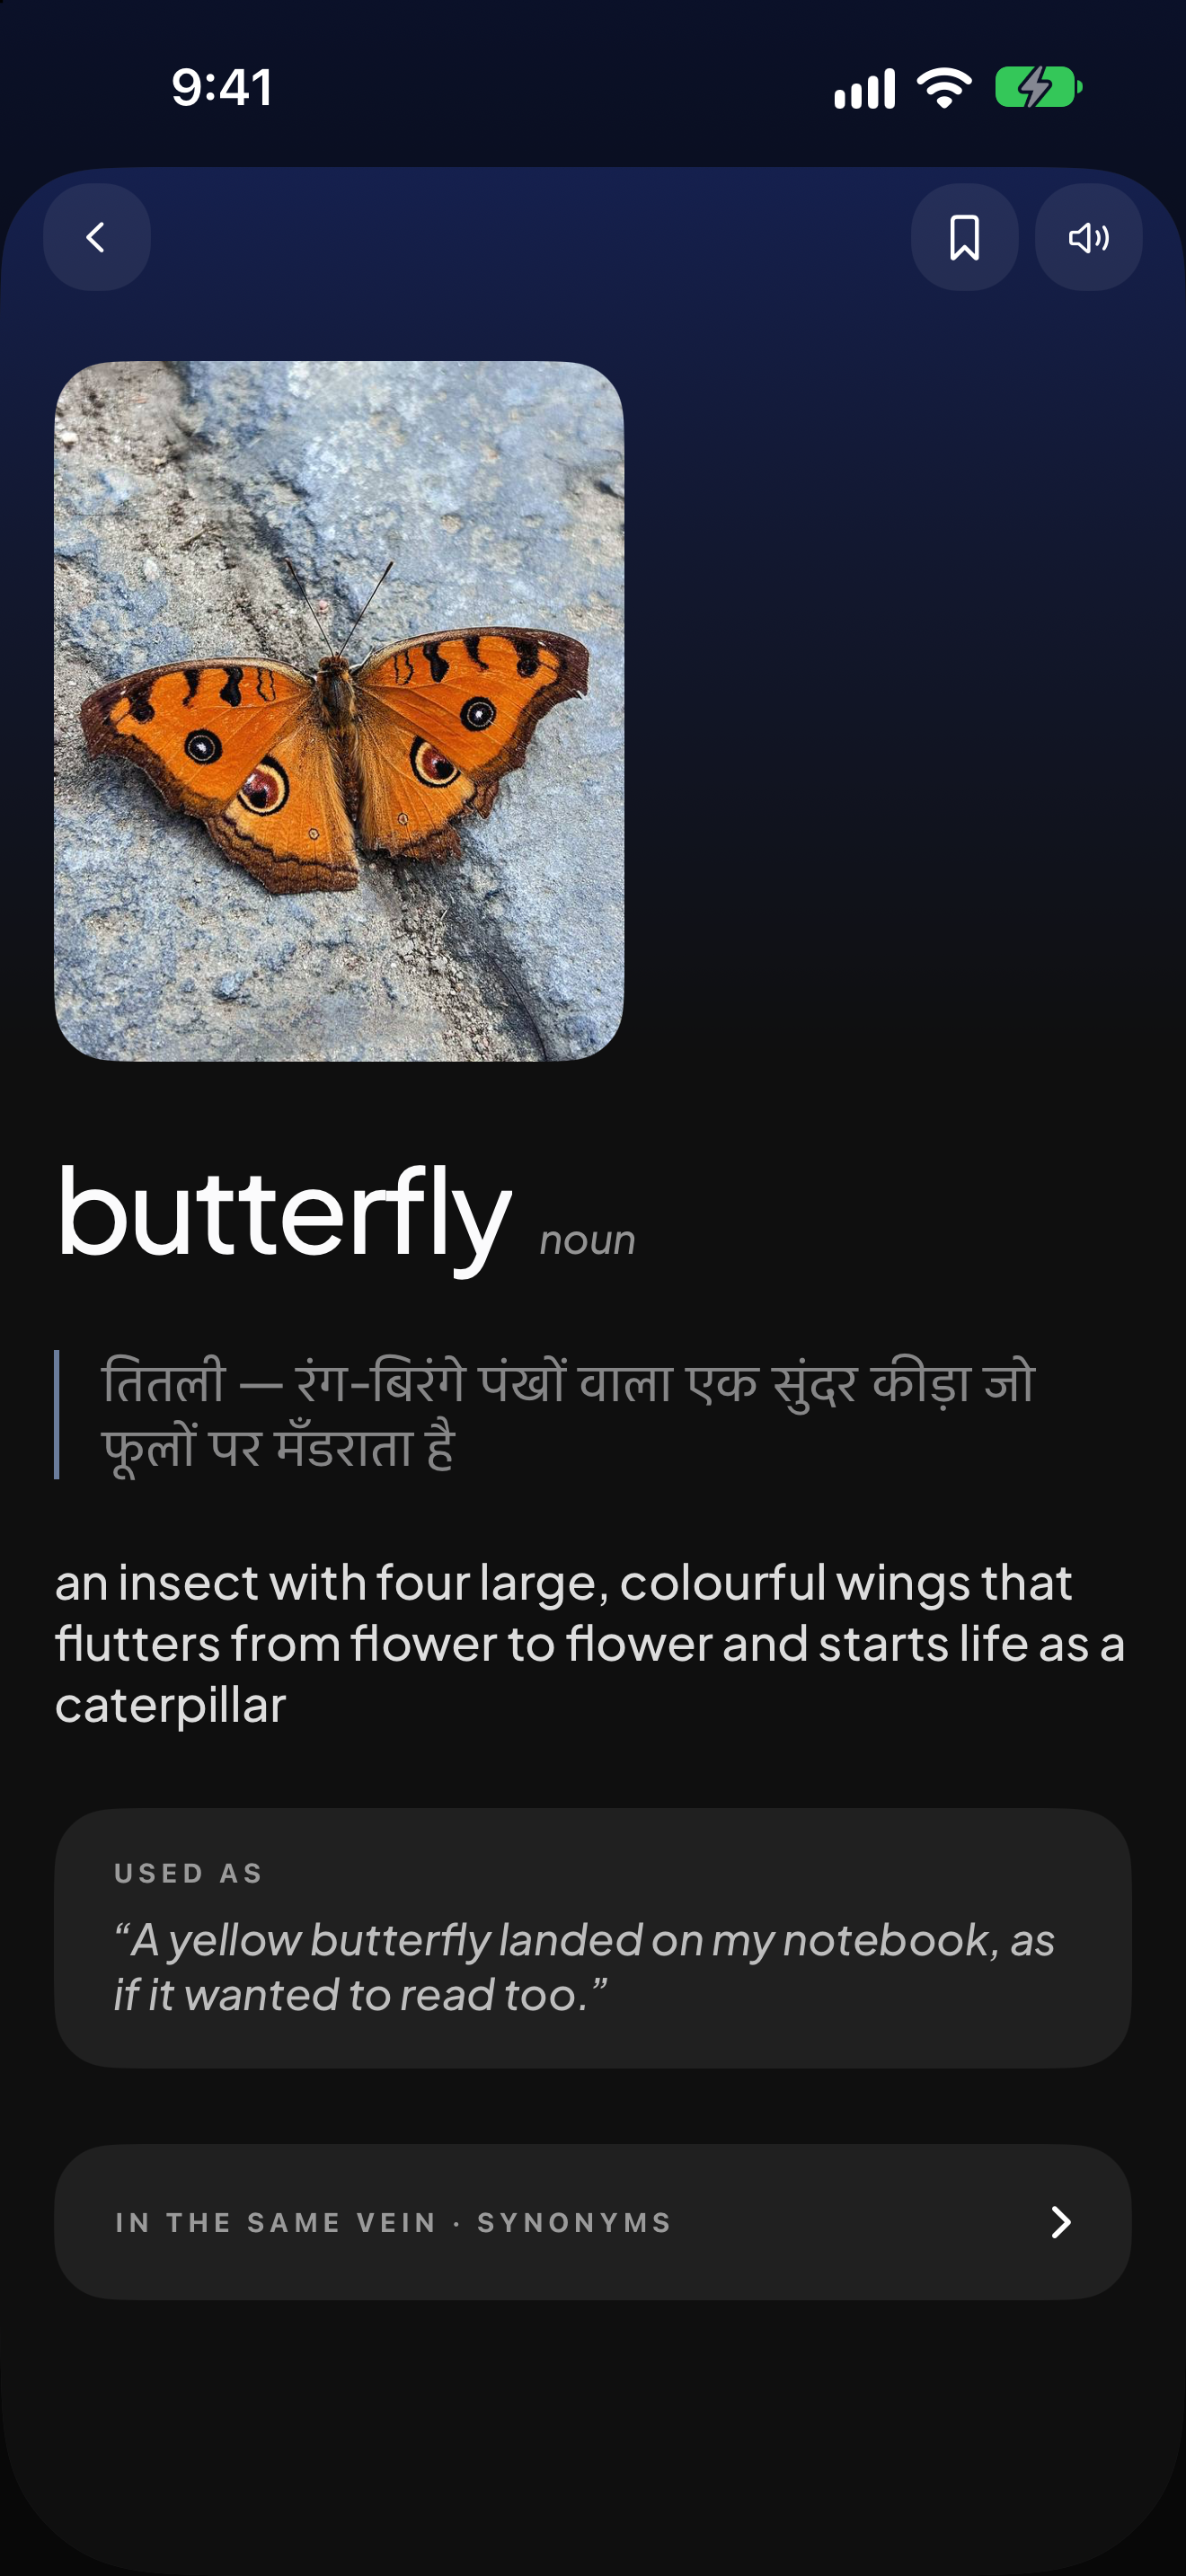 9:41
butterfly noun
तितली — रंग-बिरंगे पंखों वाला एक सुंदर कीड़ा जो
फूलों पर मँडराता है
an insect with four large, colourful wings that
flutters from flower to flower and starts life as a
caterpillar
USED AS
“A yellow butterfly landed on my notebook, as
if it wanted to read too.”
IN THE SAME VEIN · SYNONYMS